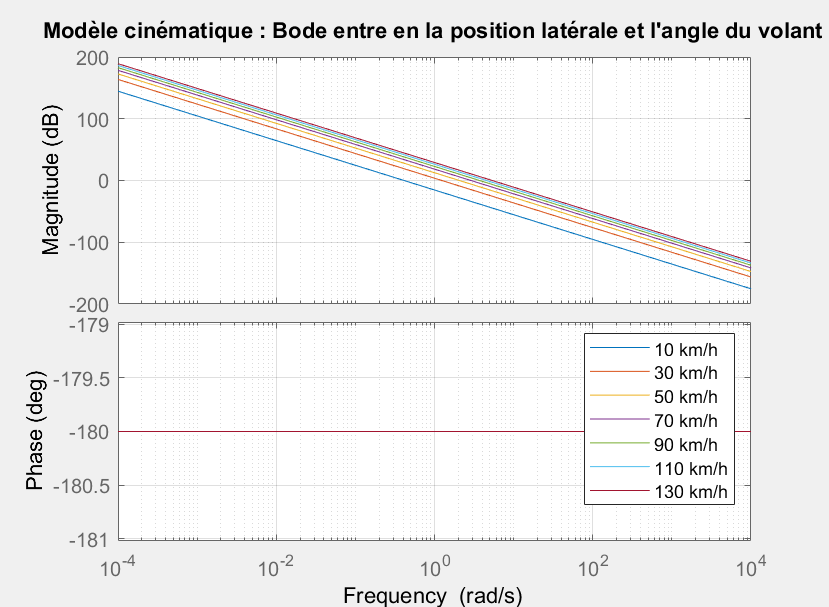 Modèle cinématique : Bode entre en la position latérale et l'angle du volant
Magnitude (dB)
200
100
0
-100
-200
Phase (deg)
-179
-179.5
-180
-180.5
-181
10 km/h
30 km/h
50 km/h
70 km/h
90 km/h
110 km/h
130 km/h
10^-4 10^-2 10^0 10^2 10^4
Frequency (rad/s)